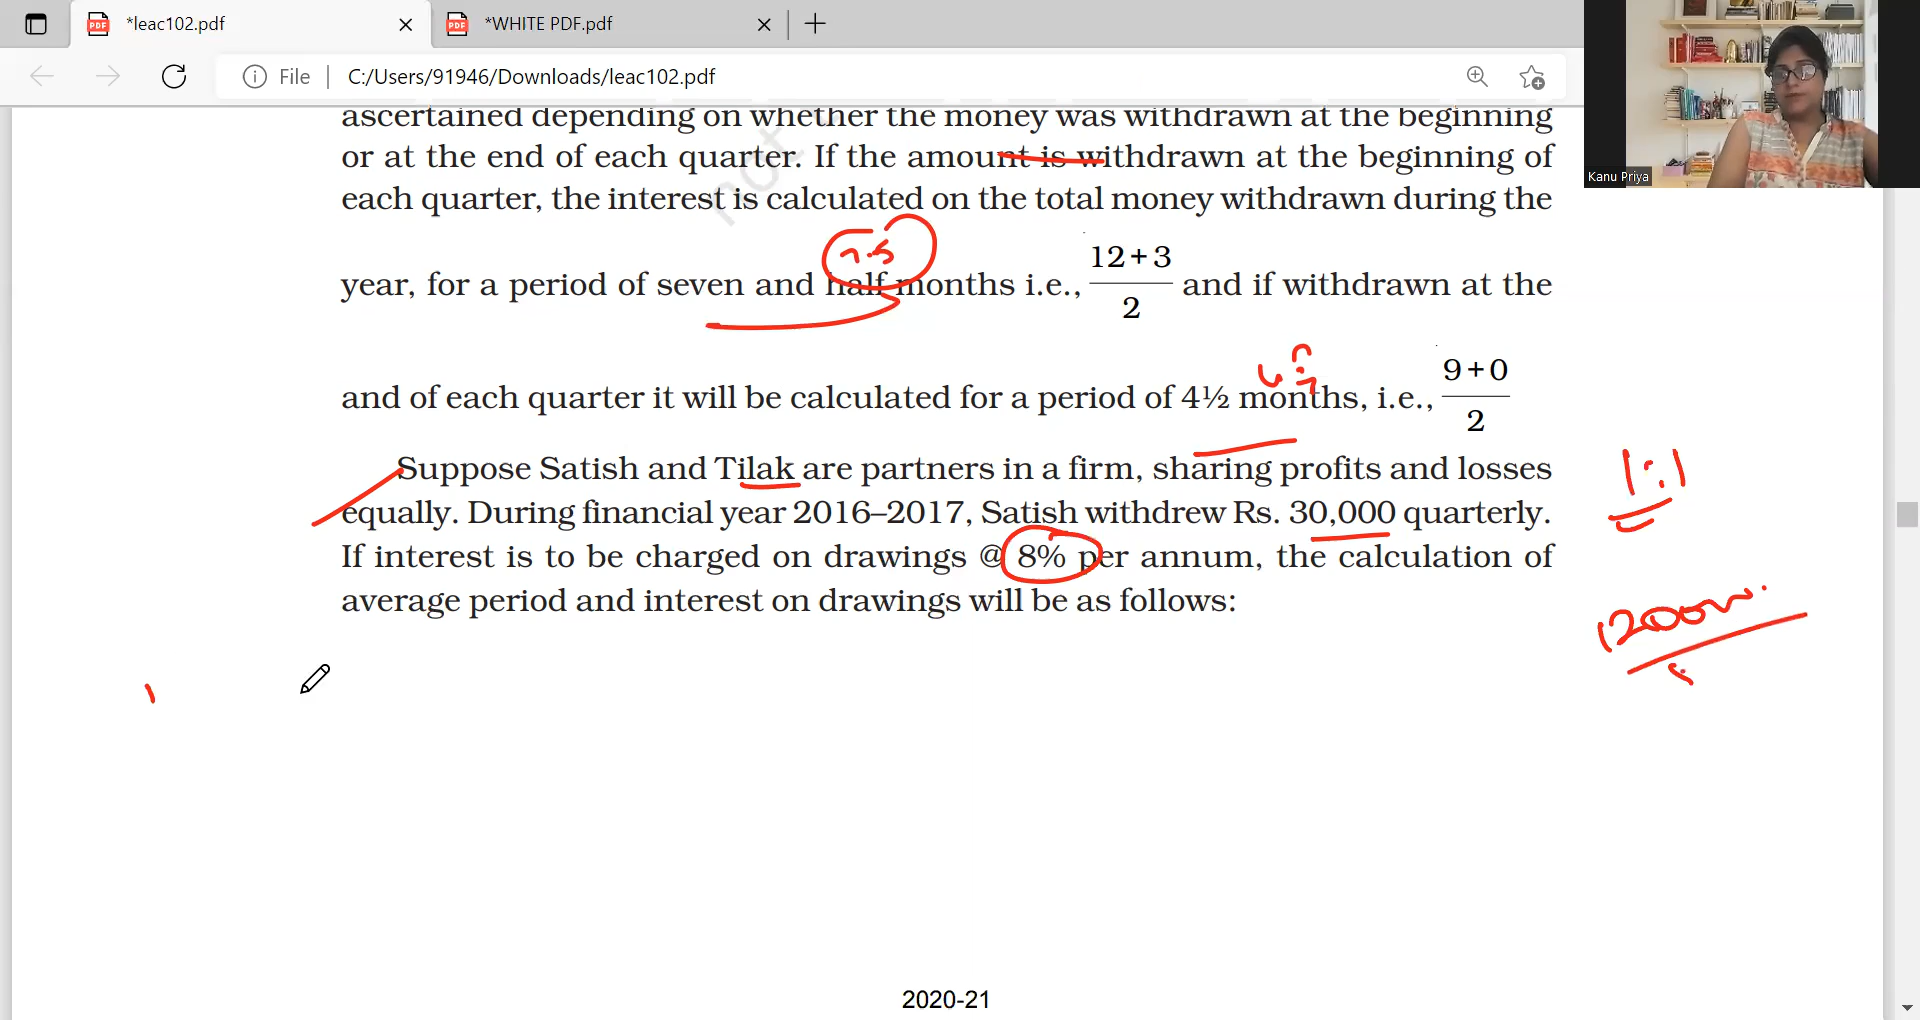 *leac102.pdf
*WHITE PDF.pdf
File | C:/Users/91946/Downloads/leac102.pdf
Kanu Priya
not
ascertained depending on whether the money was withdrawn at the beginning
or at the end of each quarter. If the amount is withdrawn at the beginning of
each quarter, the interest is calculated on the total money withdrawn during the
7.5
year, for a period of seven and half months i.e., 12+3/2 and if withdrawn at the
and of each quarter it will be calculated for a period of 4½ months, i.e., 9+0/2
Suppose Satish and Tilak are partners in a firm, sharing profits and losses
1:1
equally. During financial year 2016–2017, Satish withdrew Rs. 30,000 quarterly.
If interest is to be charged on drawings @ 8% per annum, the calculation of
average period and interest on drawings will be as follows:
2020-21